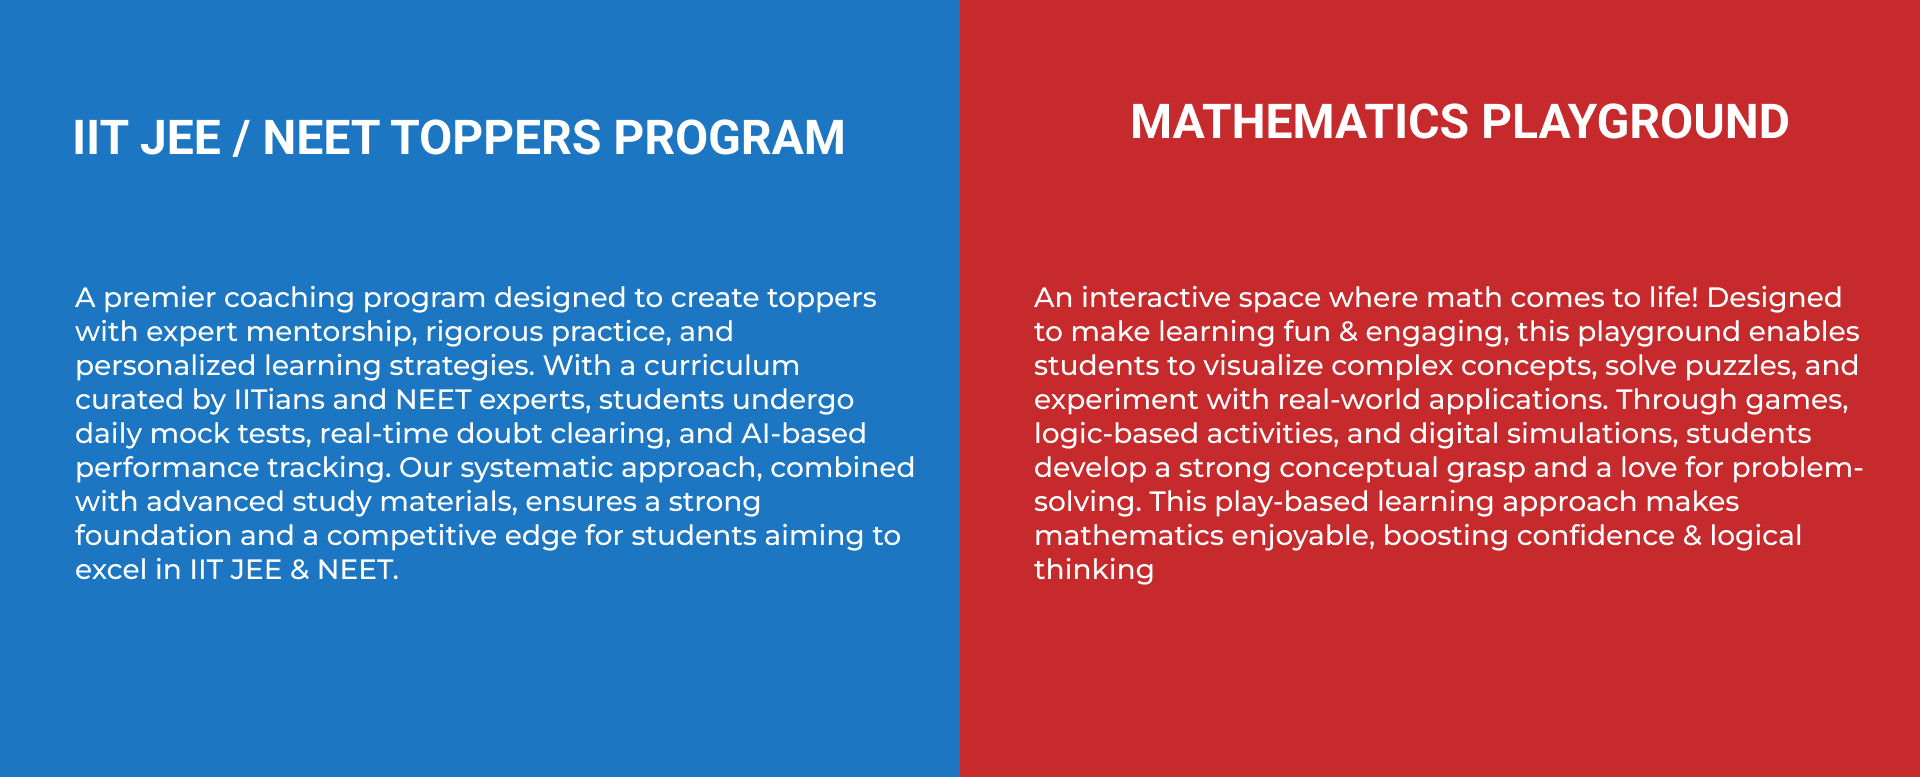 IIT JEE / NEET TOPPERS PROGRAM
A premier coaching program designed to create toppers
with expert mentorship, rigorous practice, and
personalized learning strategies. With a curriculum
curated by IITians and NEET experts, students undergo
daily mock tests, real-time doubt clearing, and AI-based
performance tracking. Our systematic approach, combined
with advanced study materials, ensures a strong
foundation and a competitive edge for students aiming to
excel in IIT JEE & NEET.
MATHEMATICS PLAYGROUND
An interactive space where math comes to life! Designed
to make learning fun & engaging, this playground enables
students to visualize complex concepts, solve puzzles, and
experiment with real-world applications. Through games,
logic-based activities, and digital simulations, students
develop a strong conceptual grasp and a love for problem-
solving. This play-based learning approach makes
mathematics enjoyable, boosting confidence & logical
thinking